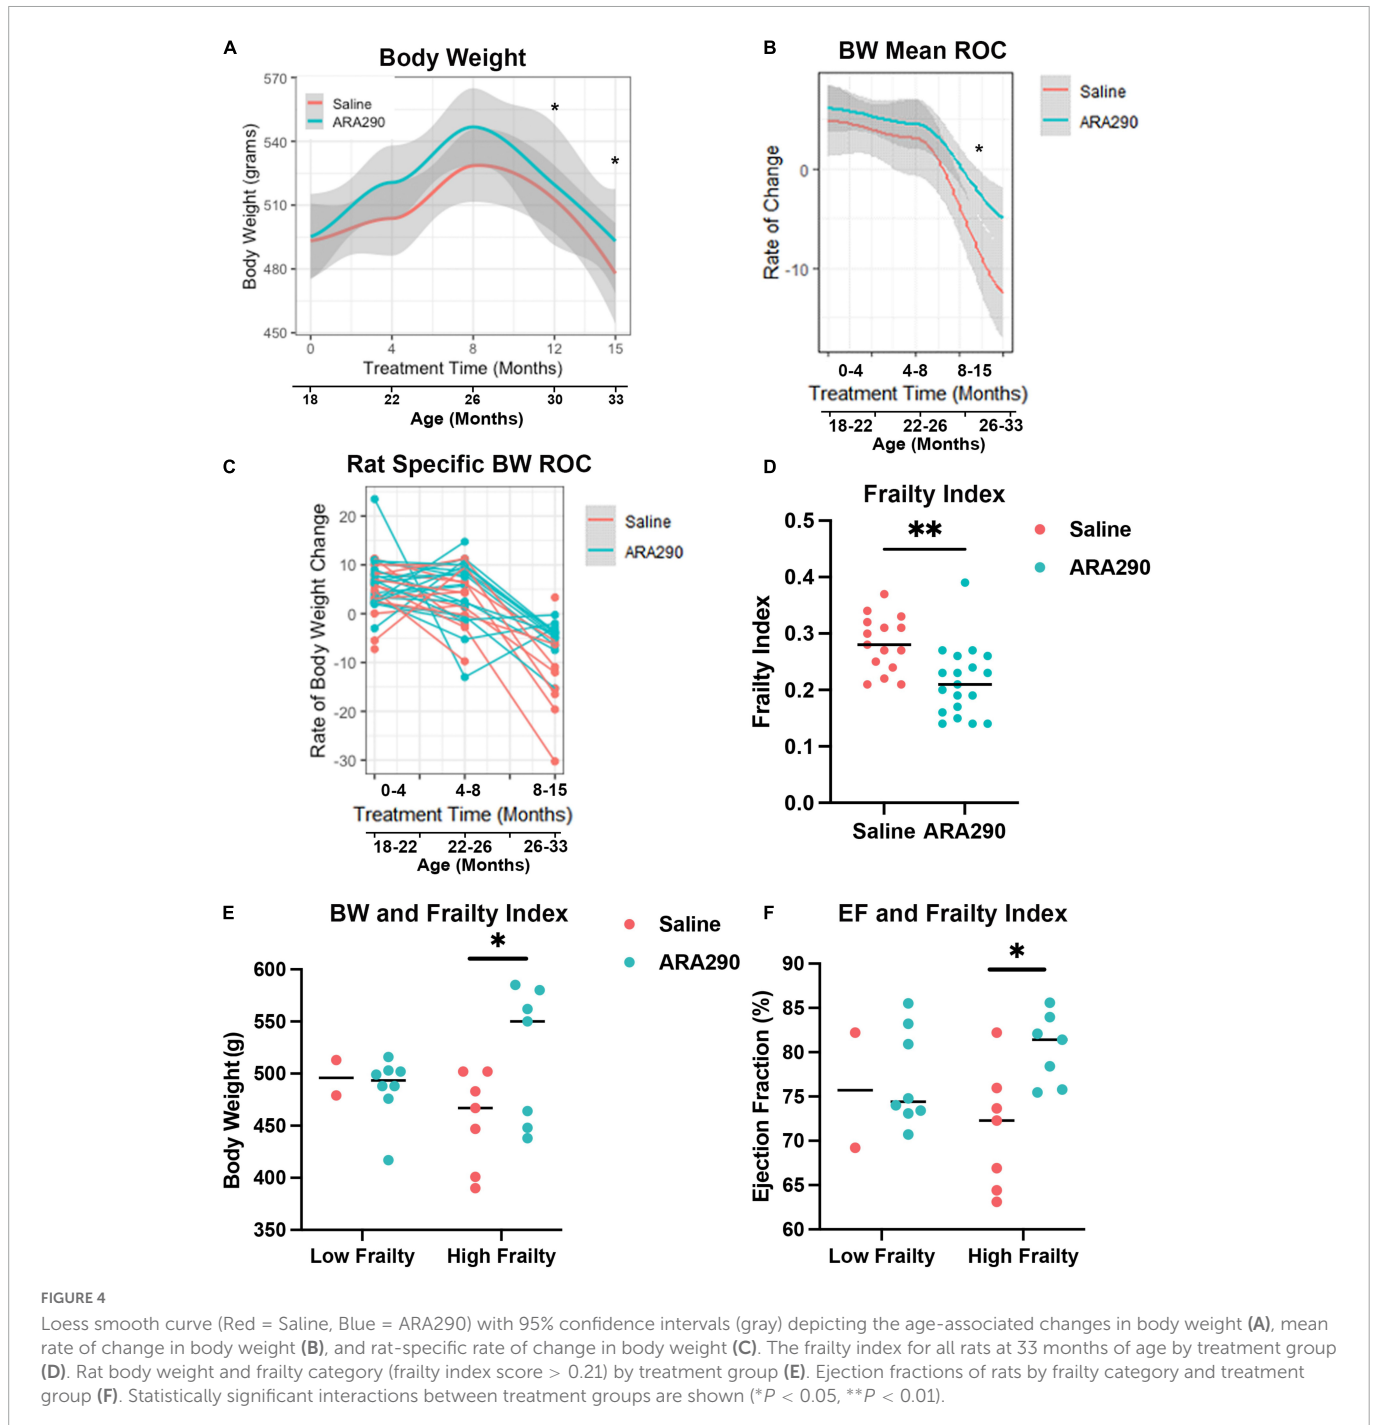 A
Body Weight
570
540
510
480
450
Body Weight (grams)
Saline
ARA290
*
*
0 4 8 12 15
Treatment Time (Months)
18 22 26 30 33
Age (Months)
B
BW Mean ROC
0
-10
Rate of Change
*
Saline
ARA290
0-4 4-8 8-15
Treatment Time (Months)
18-22 22-26 26-33
Age (Months)
C
Rat Specific BW ROC
20
10
0
-10
-20
-30
Rate of Body Weight Change
Saline
ARA290
0-4 4-8 8-15
Treatment Time (Months)
18-22 22-26 26-33
Age (Months)
D
Frailty Index
0.5
0.4
0.3
0.2
0.1
0.0
Frailty Index
**
Saline
ARA290
Saline ARA290
E
BW and Frailty Index
*
Saline
ARA290
600
550
500
450
400
350
Body Weight (g)
Low Frailty High Frailty
F
EF and Frailty Index
*
90
85
80
75
70
65
60
Ejection Fraction (%)
Low Frailty High Frailty
FIGURE 4
Loess smooth curve (Red = Saline, Blue = ARA290) with 95% confidence intervals (gray) depicting the age-associated changes in body weight (A), mean
rate of change in body weight (B), and rat-specific rate of change in body weight (C). The frailty index for all rats at 33 months of age by treatment group
(D). Rat body weight and frailty category (frailty index score > 0.21) by treatment group (E). Ejection fractions of rats by frailty category and treatment
group (F). Statistically significant interactions between treatment groups are shown (*P < 0.05, **P < 0.01).